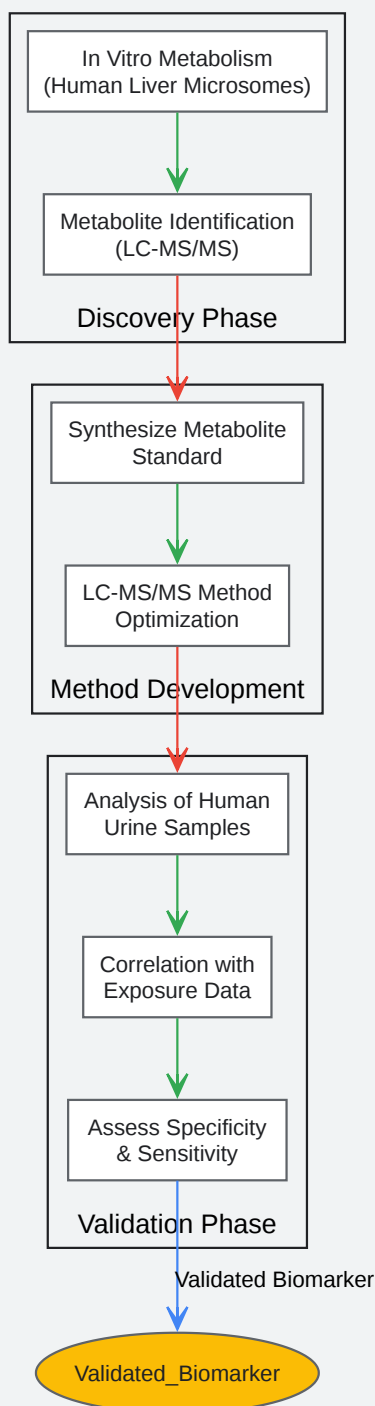 In Vitro Metabolism
(Human Liver Microsomes)
Metabolite Identification
(LC-MS/MS)
Discovery Phase
Synthesize Metabolite
Standard
LC-MS/MS Method
Optimization
Method Development
Analysis of Human
Urine Samples
Correlation with
Exposure Data
Assess Specificity
& Sensitivity
Validation Phase
Validated Biomarker
Validated_Biomarker